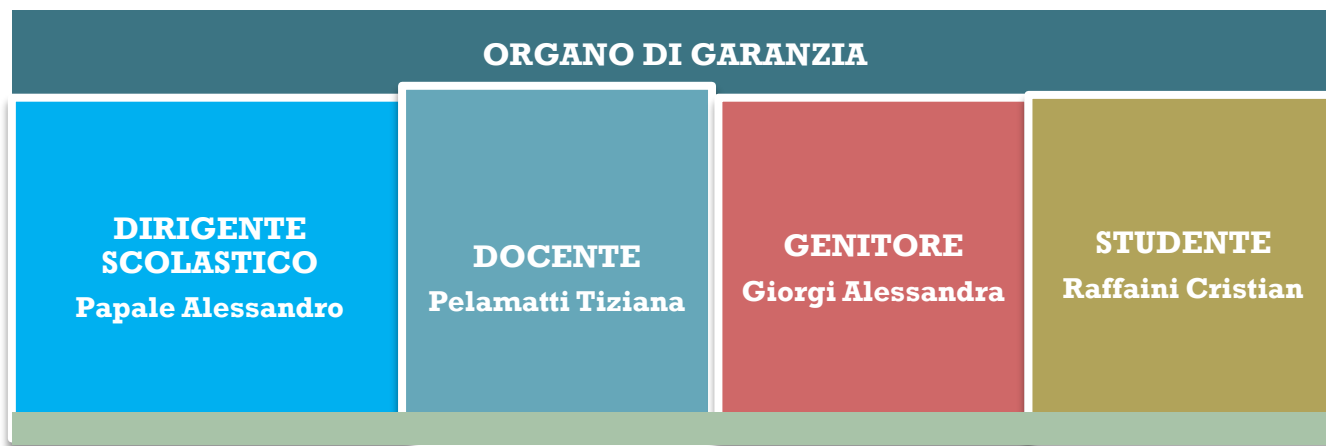 ORGANO DI GARANZIA
DIRIGENTE
SCOLASTICO
Papale Alessandro
DOCENTE
Pelamatti Tiziana
GENITORE
Giorgi Alessandra
STUDENTE
Raffaini Cristian